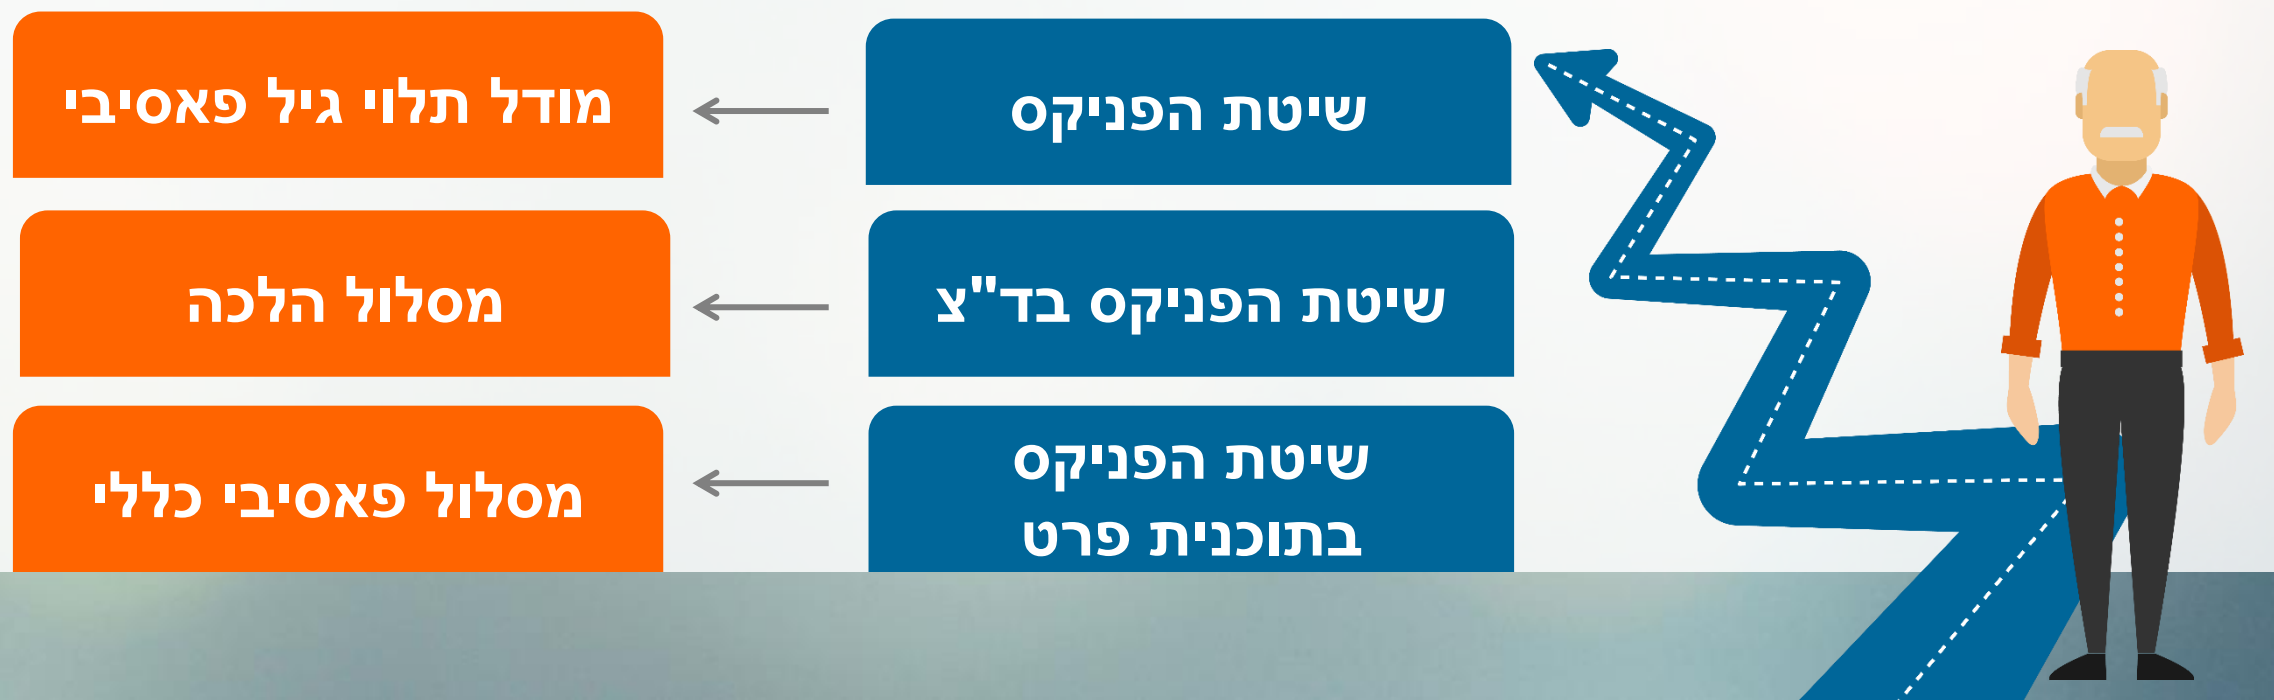 שיטת הפניקס
מודל תלוי גיל פאסיבי
שיטת הפניקס בד"צ
מסלול הלכה
שיטת הפניקס
בתוכנית פרט
מסלול פאסיבי כללי